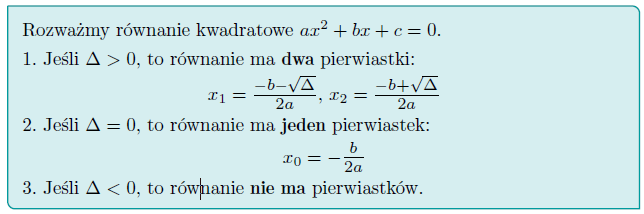 Rozważmy równanie kwadratowe $ax^2 + bx + c = 0$.
1. Jeśli $\Delta > 0$, to równanie ma dwa pierwiastki:
$x_1 = \frac{-b-\sqrt{\Delta}}{2a}$, $x_2 = \frac{-b+\sqrt{\Delta}}{2a}$
2. Jeśli $\Delta = 0$, to równanie ma jeden pierwiastek:
$x_0 = -\frac{b}{2a}$
3. Jeśli $\Delta < 0$, to równanie nie ma pierwiastków.